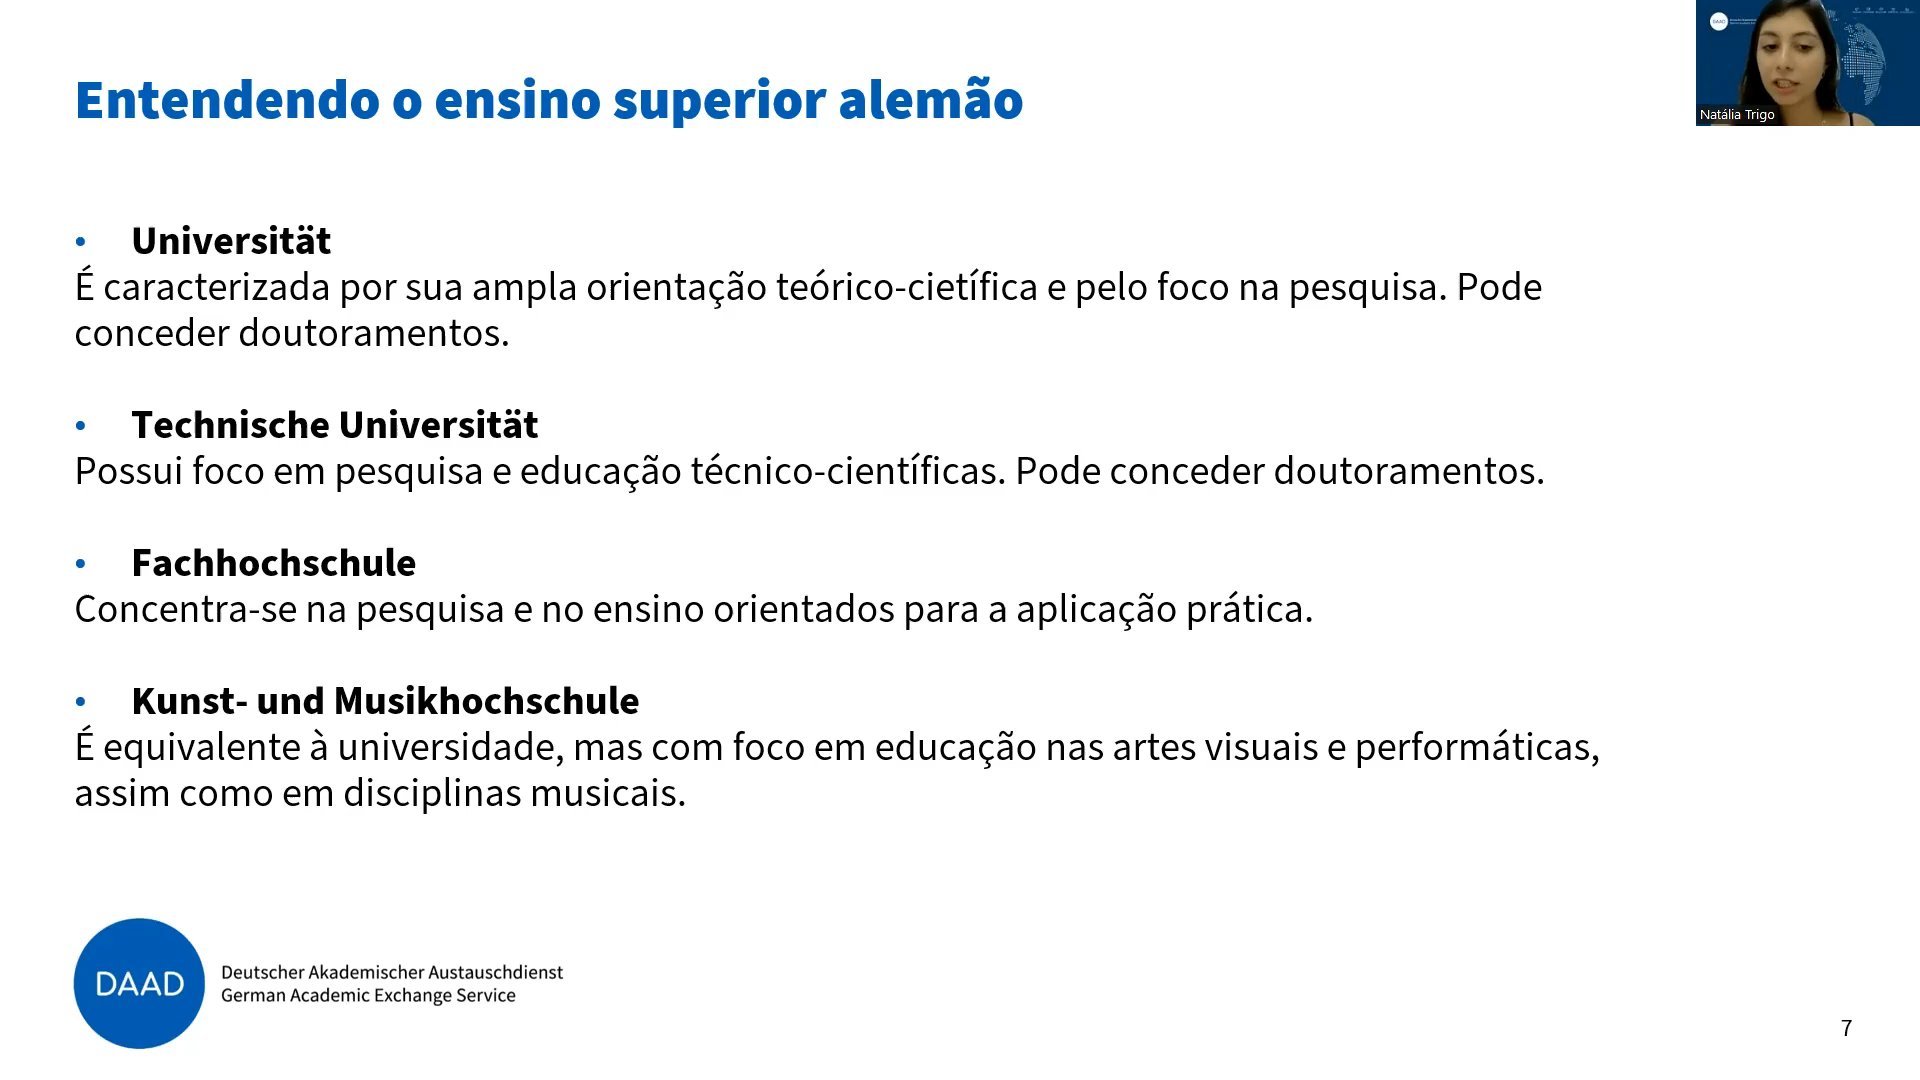 Entendendo o ensino superior alemão
Natália Trigo
• Universität
É caracterizada por sua ampla orientação teórico-cietífica e pelo foco na pesquisa. Pode
conceder doutoramentos.
• Technische Universität
Possui foco em pesquisa e educação técnico-científicas. Pode conceder doutoramentos.
• Fachhochschule
Concentra-se na pesquisa e no ensino orientados para a aplicação prática.
• Kunst- und Musikhochschule
É equivalente à universidade, mas com foco em educação nas artes visuais e performáticas,
assim como em disciplinas musicais.
DAAD
Deutscher Akademischer Austauschdienst
German Academic Exchange Service
7